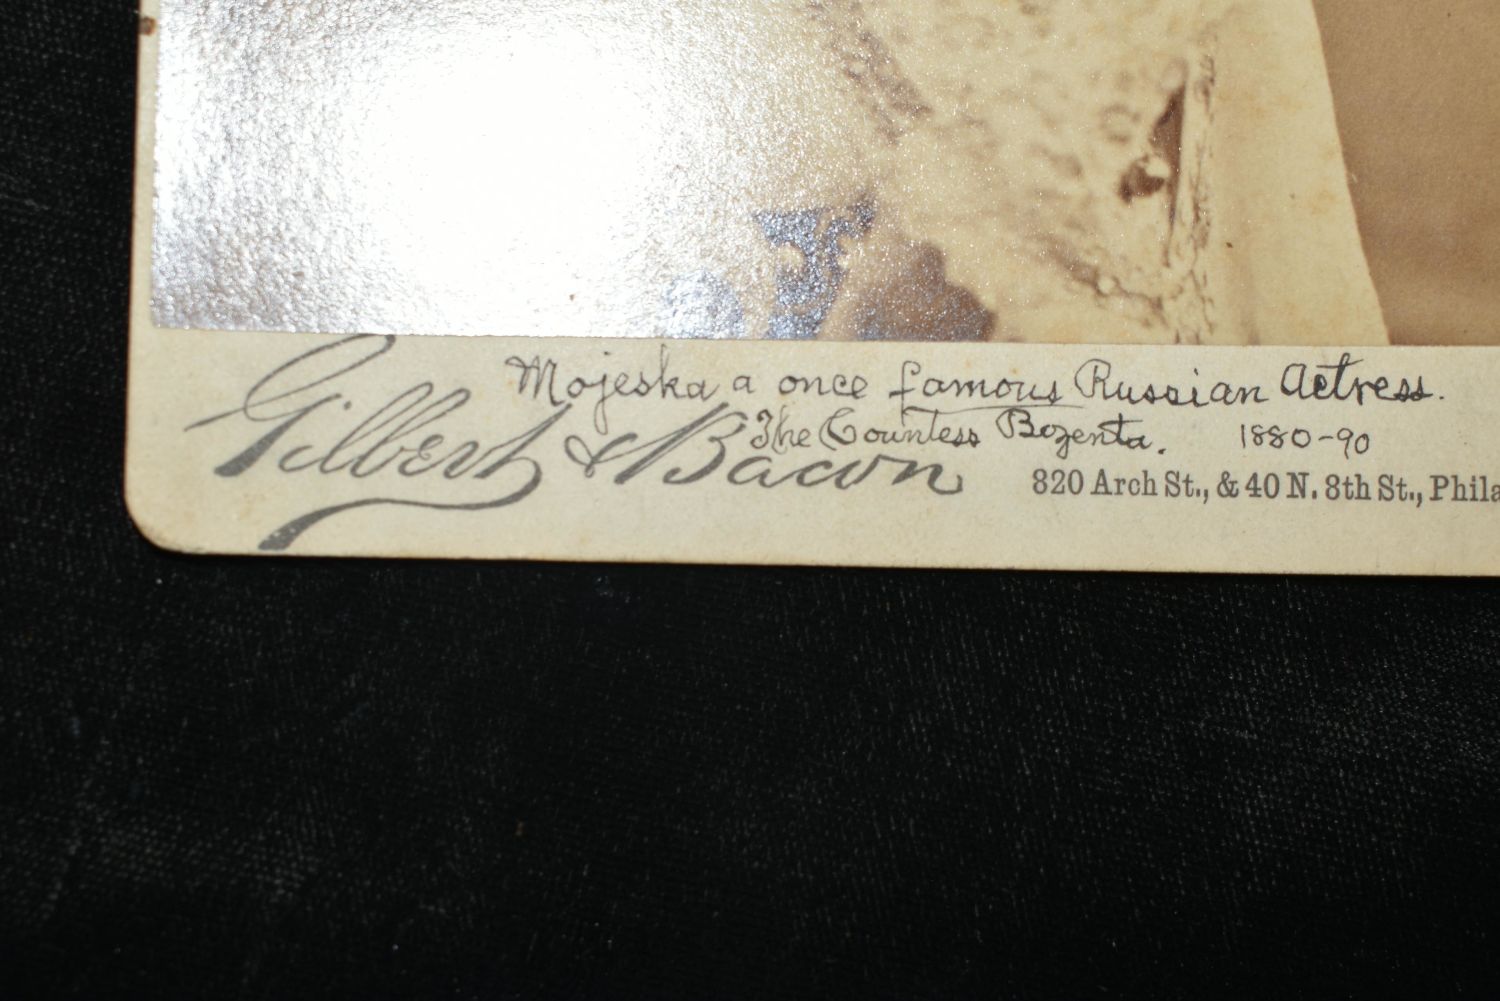 Mojeska a once famous Russian Actress.
The Countess Bozenta. 1880-90
Gilbert & Bacon
820 Arch St., & 40 N. 8th St., Phila